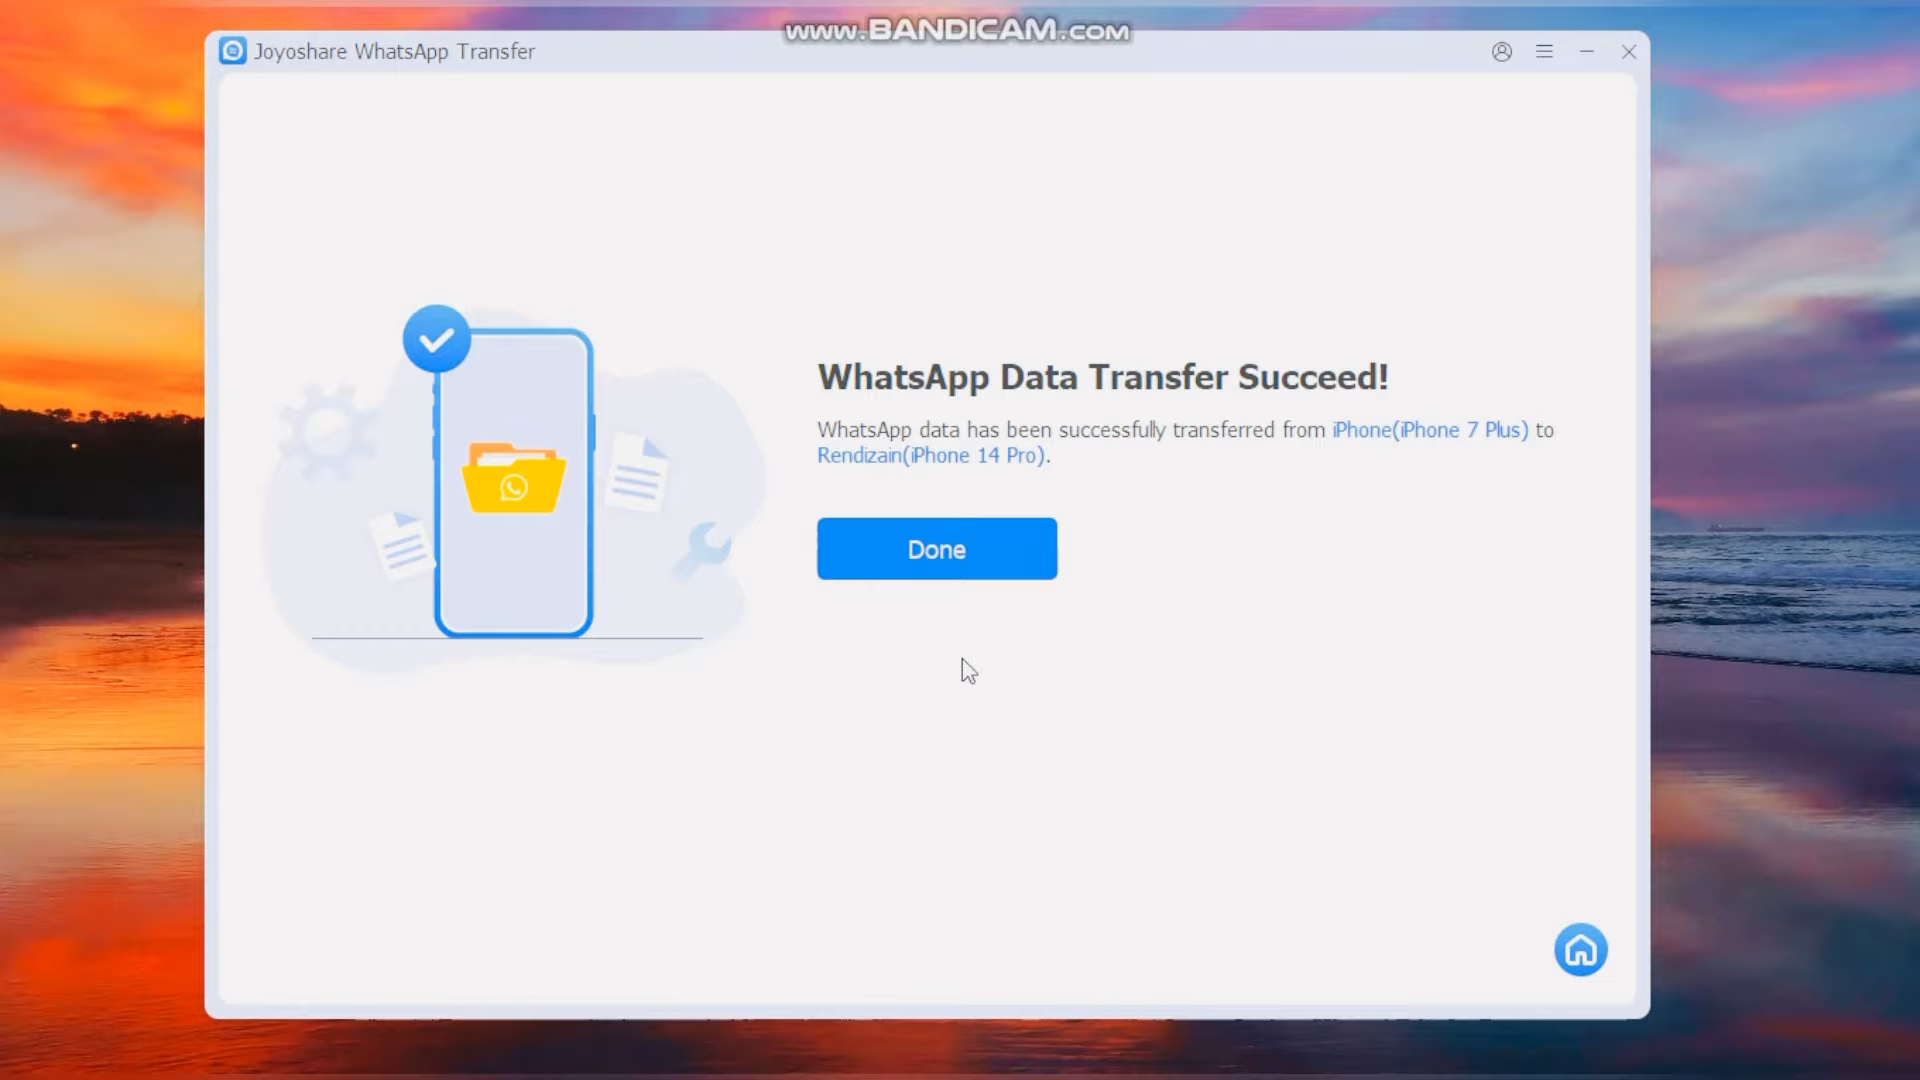 www.BANDICAM.com
Joyoshare WhatsApp Transfer
WhatsApp Data Transfer Succeed!
WhatsApp data has been successfully transferred from iPhone(iPhone 7 Plus) to
Rendizain(iPhone 14 Pro).
Done